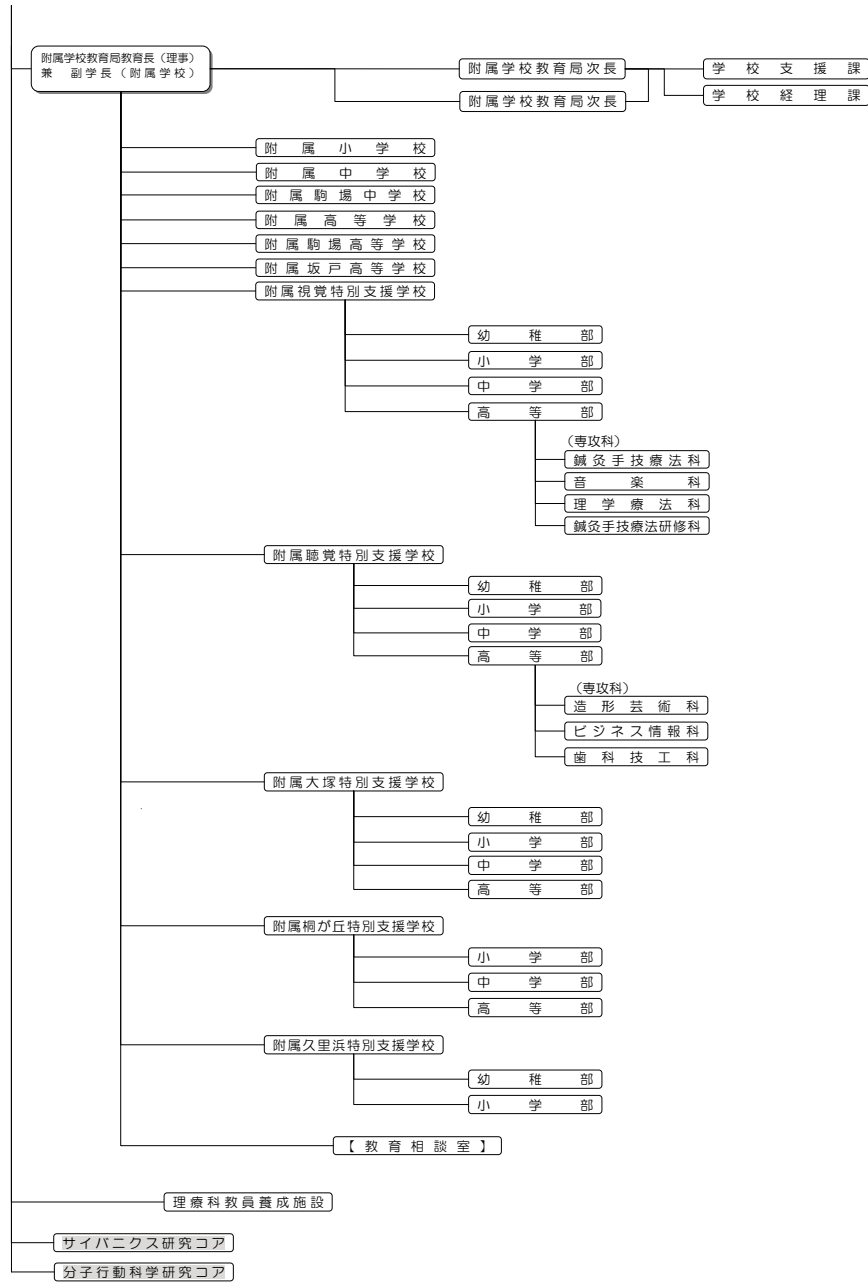 附属学校教育局教育長（理事）
兼　副学長（附属学校）
附属学校教育局次長
学校支援課
附属学校教育局次長
学校経理課
附属小学校
附属中学校
附属駒場中学校
附属高等学校
附属駒場高等学校
附属坂戸高等学校
附属視覚特別支援学校
幼稚部
小学部
中学部
高等部
（専攻科）
鍼灸手技療法科
音楽科
理学療法科
鍼灸手技療法研修科
附属聴覚特別支援学校
幼稚部
小学部
中学部
高等部
（専攻科）
造形芸術科
ビジネス情報科
歯科技工科
附属大塚特別支援学校
幼稚部
小学部
中学部
高等部
附属桐が丘特別支援学校
小学部
中学部
高等部
附属久里浜特別支援学校
幼稚部
小学部
【教育相談室】
理療科教員養成施設
サイバニクス研究コア
分子行動科学研究コア